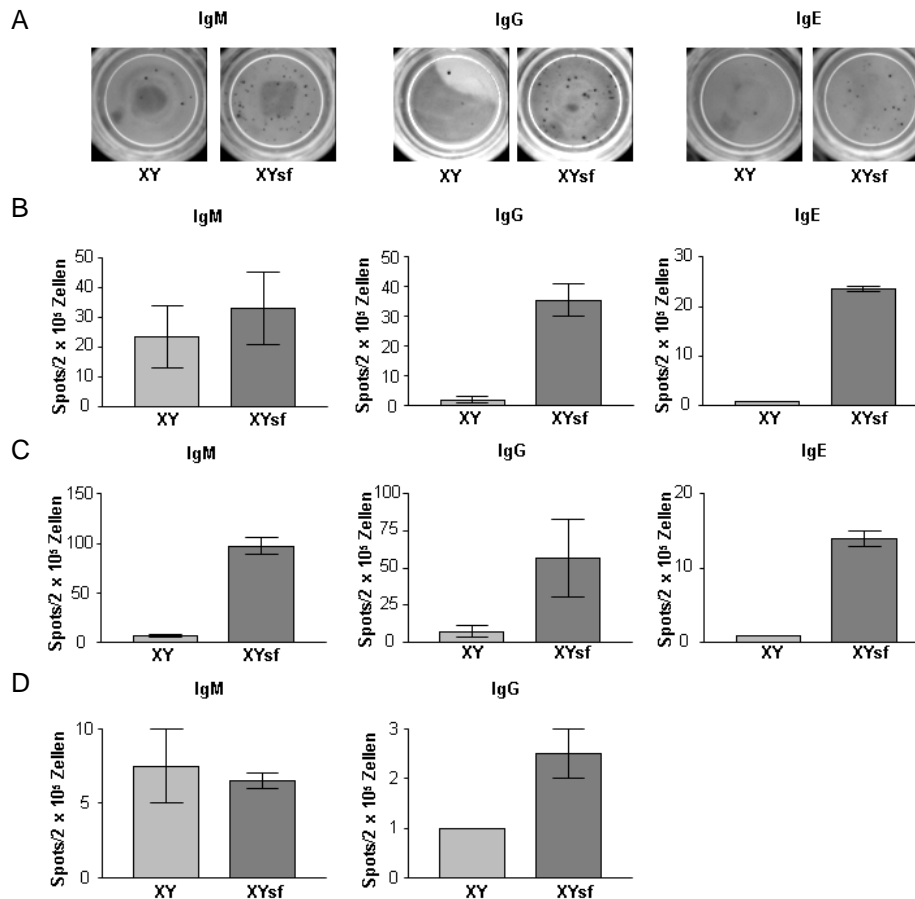 A
IgM IgG IgE
XY XYsf XY XYsf XY XYsf
B
IgM IgG IgE
Spots/2 x 10⁵ Zellen
50
40
30
20
10
0
XY XYsf
Spots/2 x 10⁵ Zellen
50
40
30
20
10
0
XY XYsf
Spots/2 x 10⁵ Zellen
30
20
10
0
XY XYsf
C
IgM IgG IgE
Spots/2 x 10⁵ Zellen
150
100
50
0
XY XYsf
Spots/2 x 10⁵ Zellen
100
75
50
25
0
XY XYsf
Spots/2 x 10⁵ Zellen
20
10
0
XY XYsf
D
IgM IgG
Spots/2 x 10⁵ Zellen
10
5
0
XY XYsf
Spots/2 x 10⁵ Zellen
3
2
1
0
XY XYsf